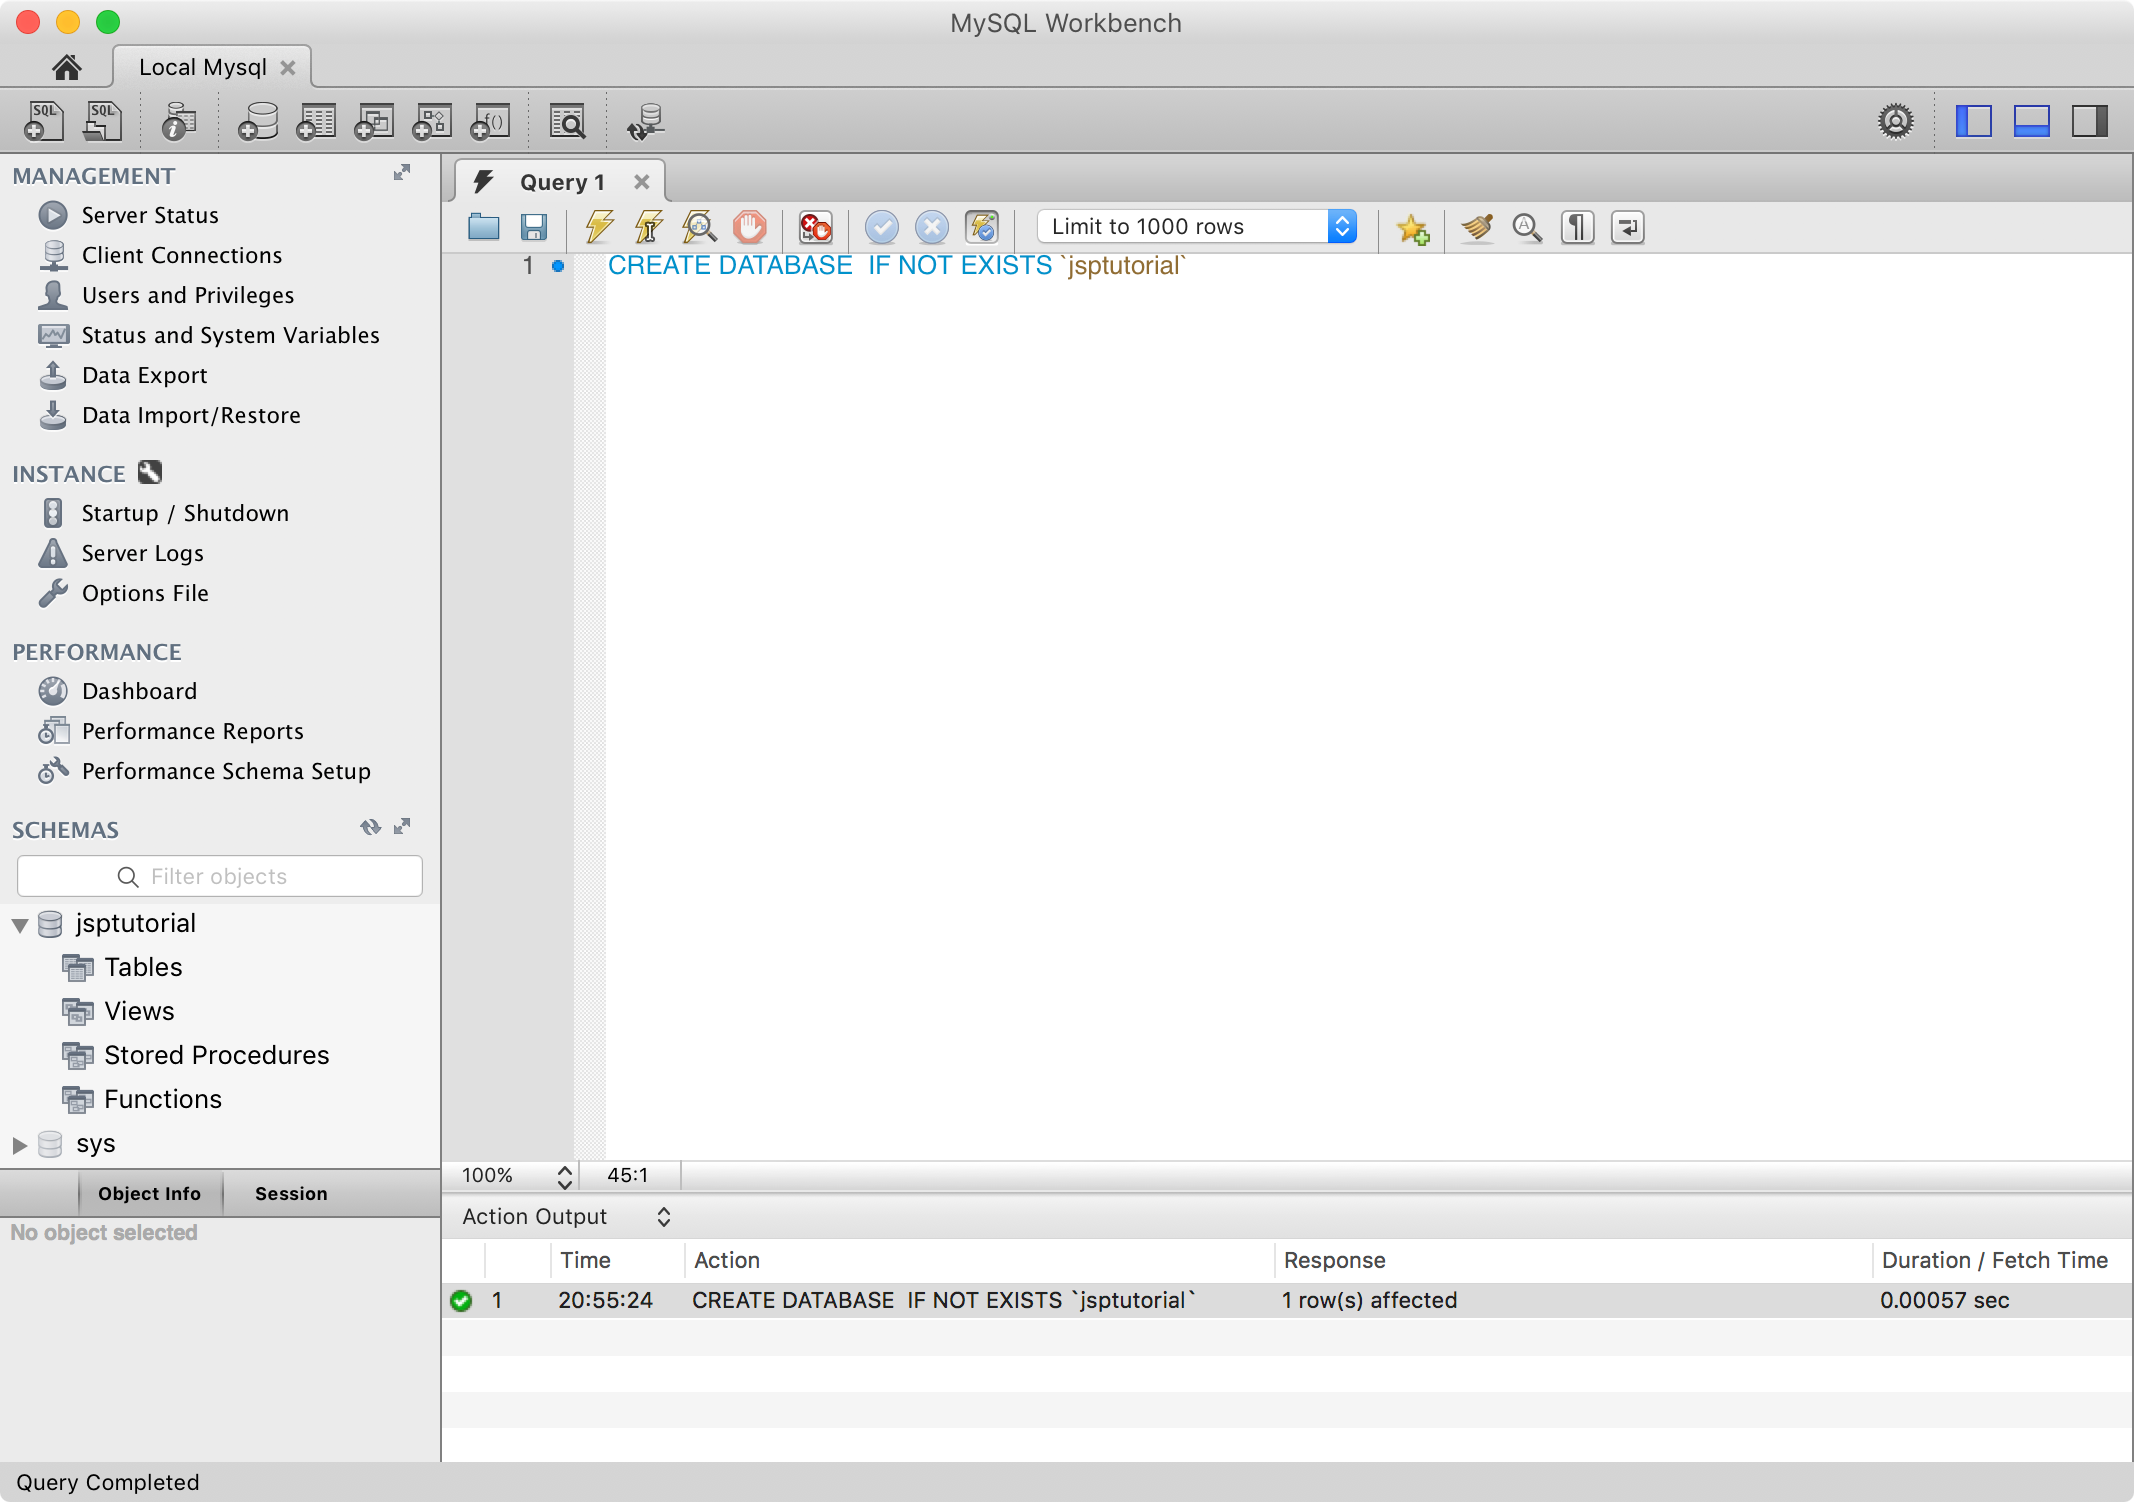 MySQL Workbench
Local Mysql
SQL SQL f()
MANAGEMENT
Server Status
Client Connections
Users and Privileges
Status and System Variables
Data Export
Data Import/Restore
INSTANCE
Startup / Shutdown
Server Logs
Options File
PERFORMANCE
Dashboard
Performance Reports
Performance Schema Setup
SCHEMAS
Filter objects
jsptutorial
Tables
Views
Stored Procedures
Functions
sys
Object Info Session
No object selected
Query 1
Limit to 1000 rows
1 CREATE DATABASE  IF NOT EXISTS `jsptutorial`
100% 45:1
Action Output
Time Action Response Duration / Fetch Time
1 20:55:24 CREATE DATABASE  IF NOT EXISTS `jsptutorial` 1 row(s) affected 0.00057 sec
Query Completed